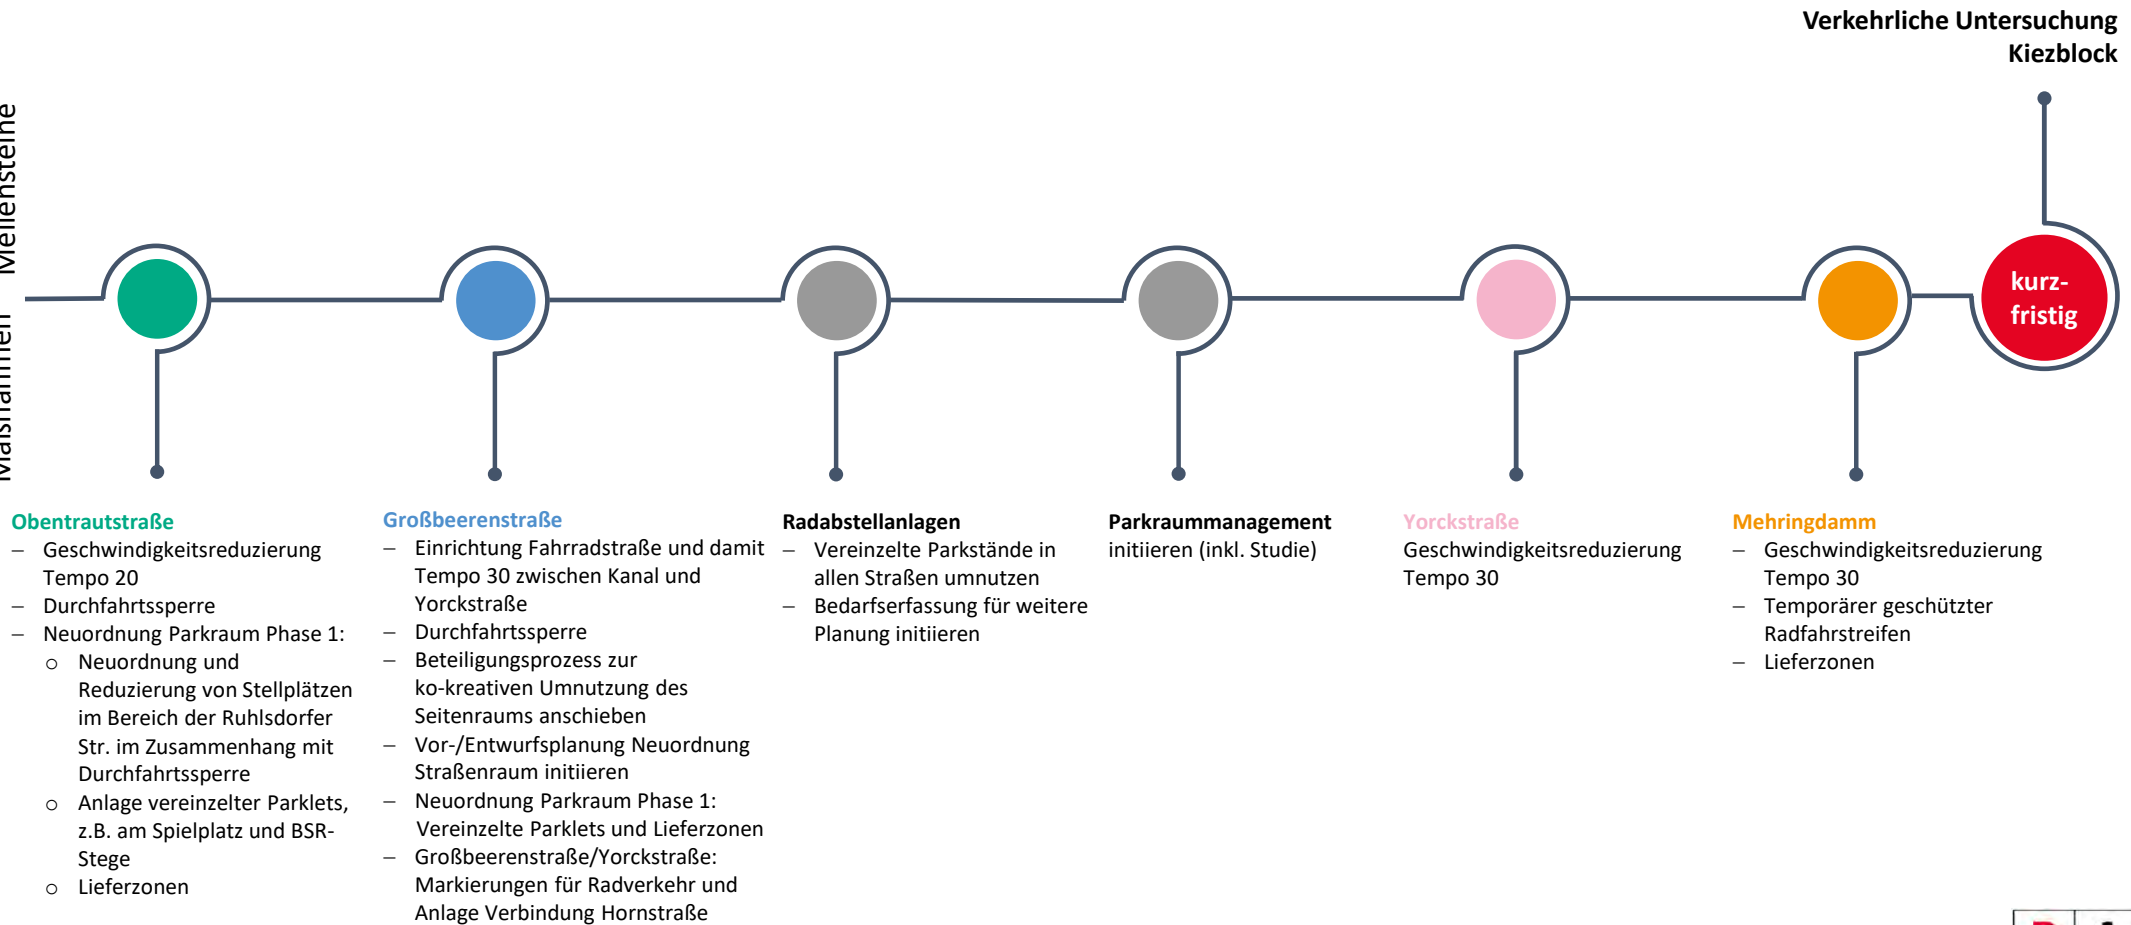 Verkehrliche Untersuchung
Kiezblock
Meilensteine
Maßnahmen
kurz-
fristig
Obentrautstraße
– Geschwindigkeitsreduzierung
Tempo 20
– Durchfahrtssperre
– Neuordnung Parkraum Phase 1:
o Neuordnung und
Reduzierung von Stellplätzen
im Bereich der Ruhlsdorfer
Str. im Zusammenhang mit
Durchfahrtssperre
o Anlage vereinzelter Parklets,
z.B. am Spielplatz und BSR-
Stege
o Lieferzonen
Großbeerenstraße
– Einrichtung Fahrradstraße und damit
Tempo 30 zwischen Kanal und
Yorckstraße
– Durchfahrtssperre
– Beteiligungsprozess zur
ko-kreativen Umnutzung des
Seitenraums anschieben
– Vor-/Entwurfsplanung Neuordnung
Straßenraum initiieren
– Neuordnung Parkraum Phase 1:
Vereinzelte Parklets und Lieferzonen
– Großbeerenstraße/Yorckstraße:
Markierungen für Radverkehr und
Anlage Verbindung Hornstraße
Radabstellanlagen
– Vereinzelte Parkstände in
allen Straßen umnutzen
– Bedarfserfassung für weitere
Planung initiieren
Parkraummanagement
initiieren (inkl. Studie)
Yorckstraße
Geschwindigkeitsreduzierung
Tempo 30
Mehringdamm
– Geschwindigkeitsreduzierung
Tempo 30
– Temporärer geschützter
Radfahrstreifen
– Lieferzonen